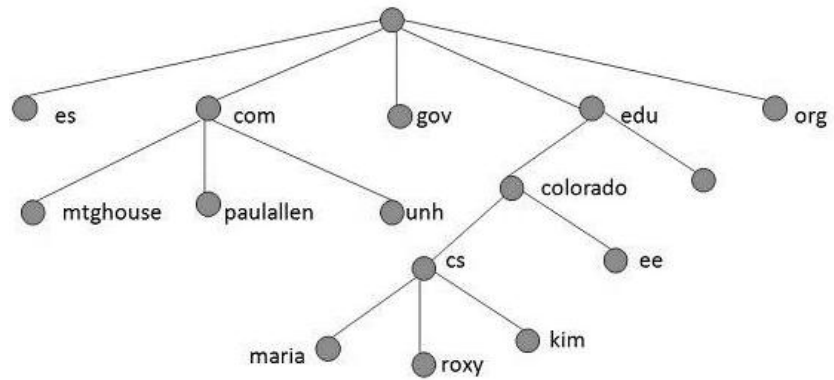 es
com
gov
edu
org
mtghouse
paulallen
unh
colorado
cs
ee
maria
roxy
kim